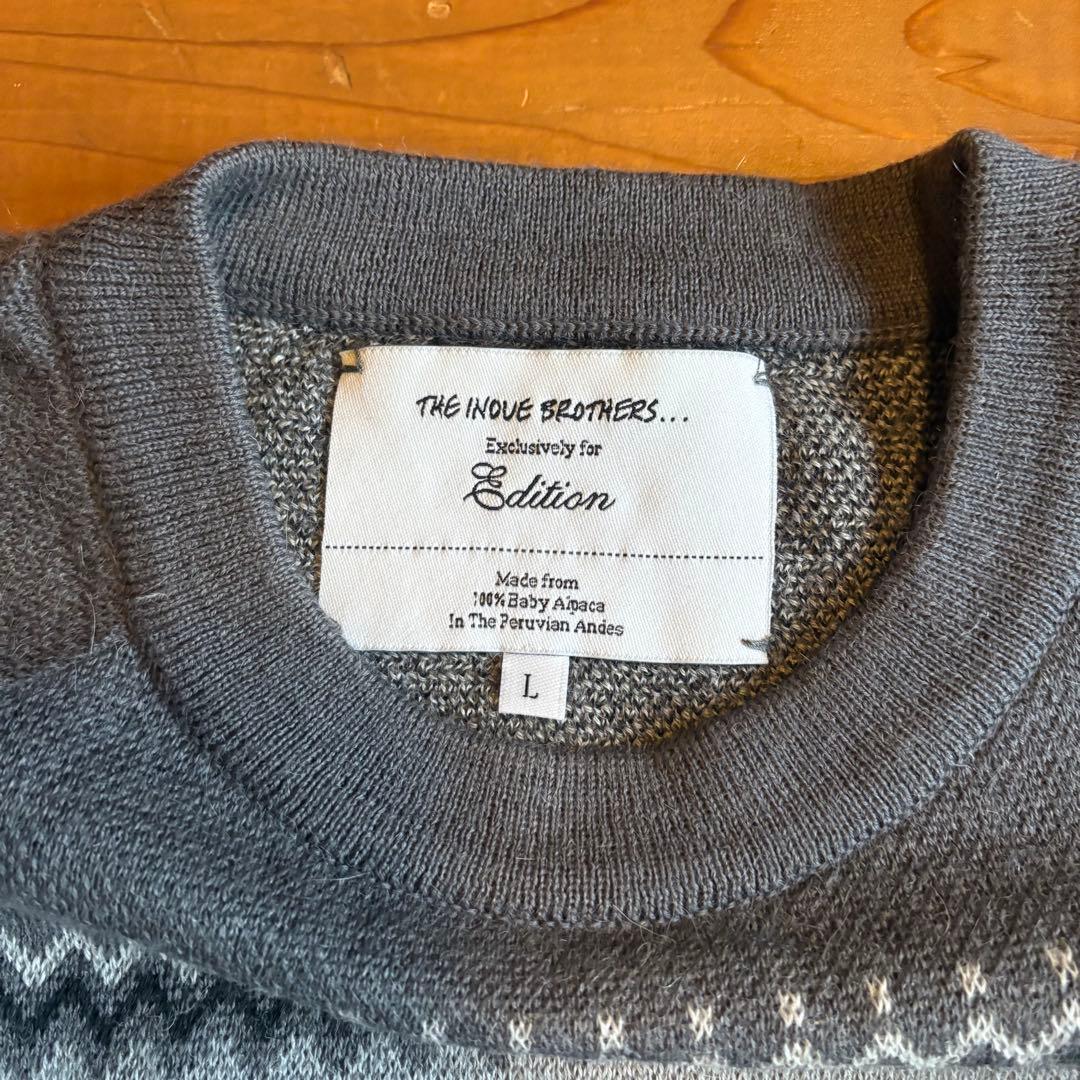 THE INOUE BROTHERS...
Exclusively for
Edition
Made from
100% Baby Alpaca
In The Peruvian Andes
L